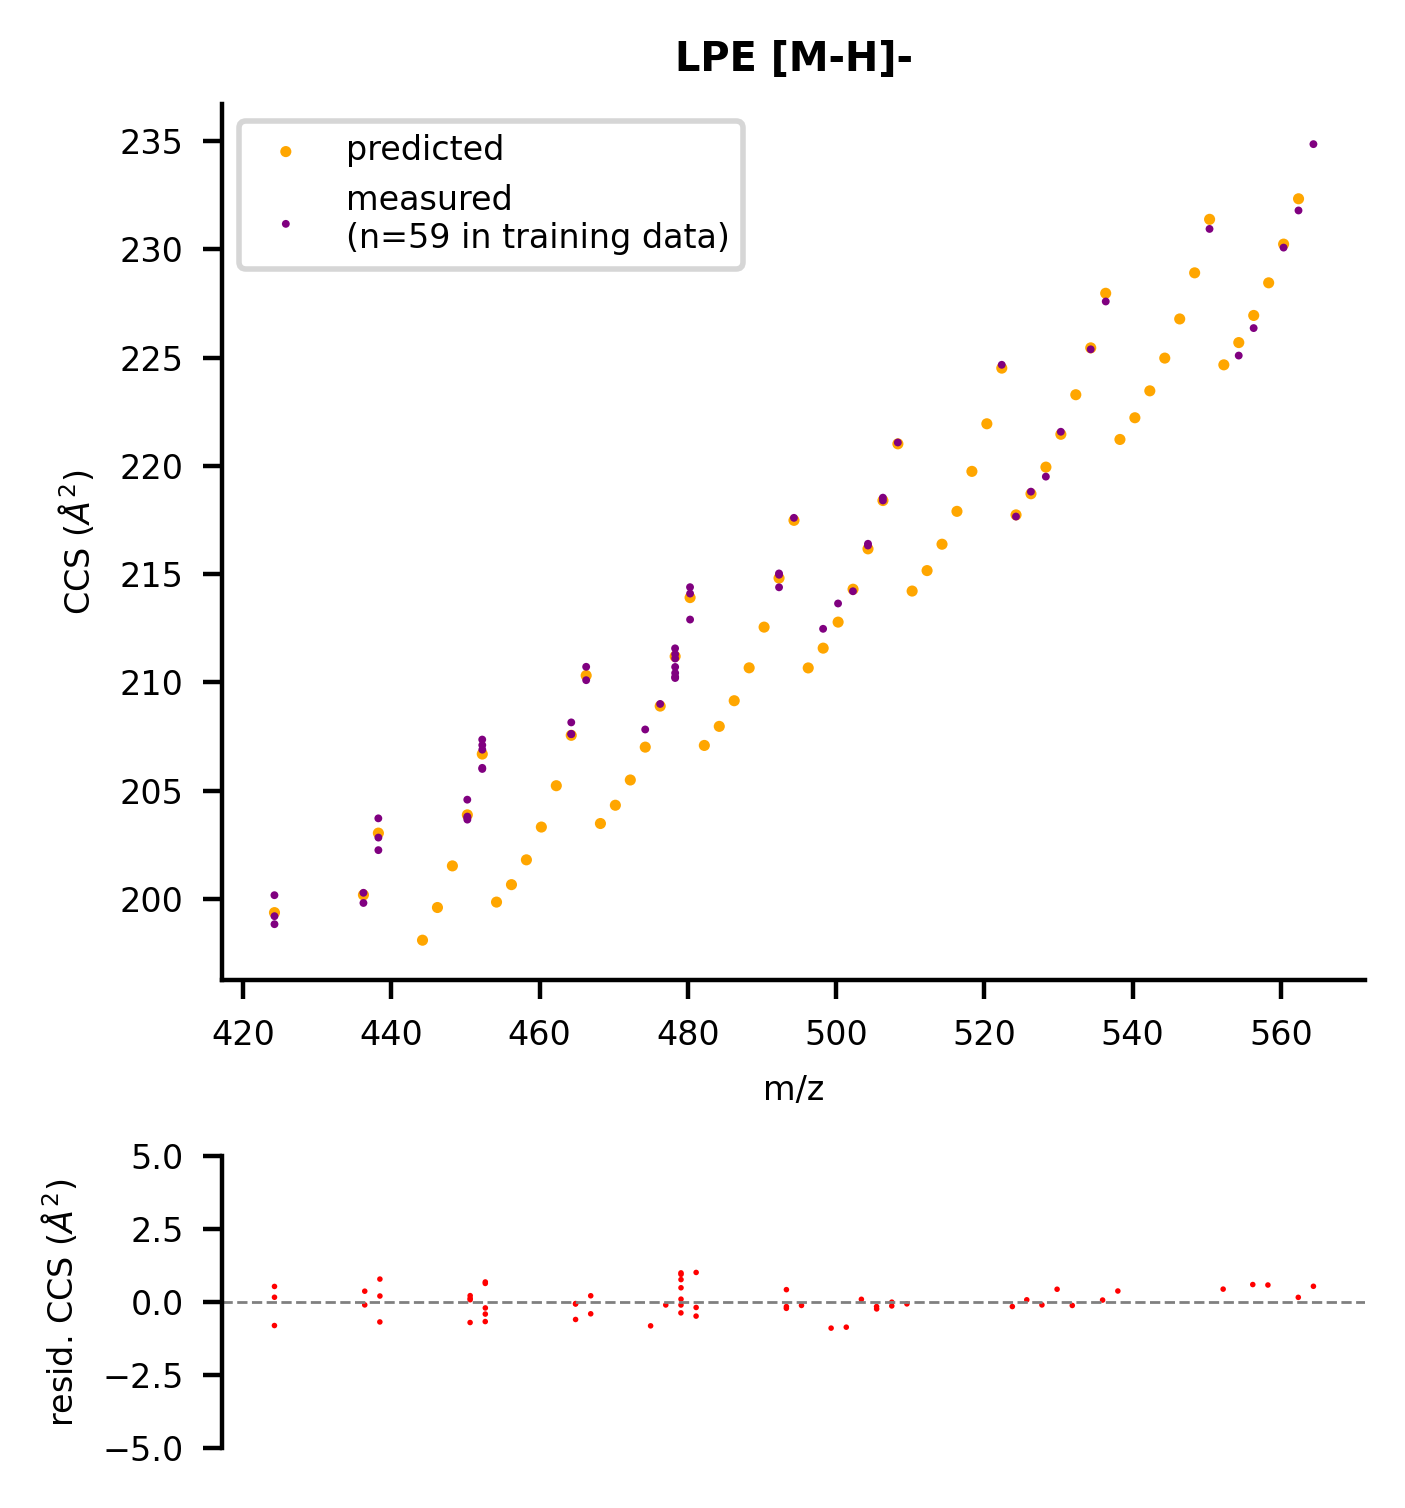 LPE [M-H]-
predicted
measured
(n=59 in training data)
235
230
225
220
215
210
205
200
CCS (Å²)
420 440 460 480 500 520 540 560
m/z
5.0
2.5
0.0
−2.5
−5.0
resid. CCS (Å²)